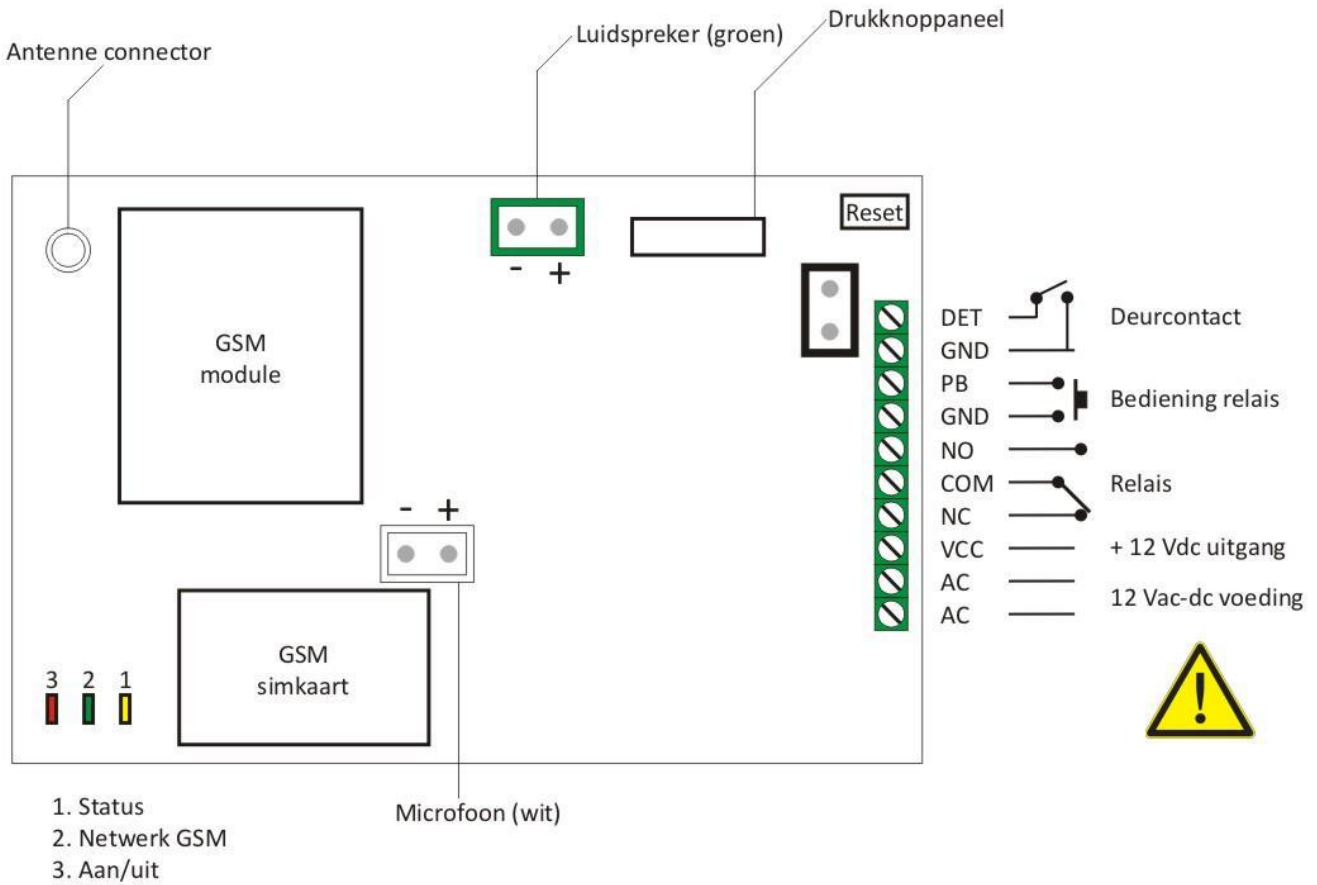 Drukknoppaneel
Luidspreker (groen)
Antenne connector
Reset
- +
GSM
module
DET
GND
Deurcontact
PB
GND
Bediening relais
NO
COM
NC
Relais
VCC
+ 12 Vdc uitgang
AC
AC
12 Vac-dc voeding
- +
GSM
simkaart
3 2 1
!
Microfoon (wit)
1. Status
2. Netwerk GSM
3. Aan/uit